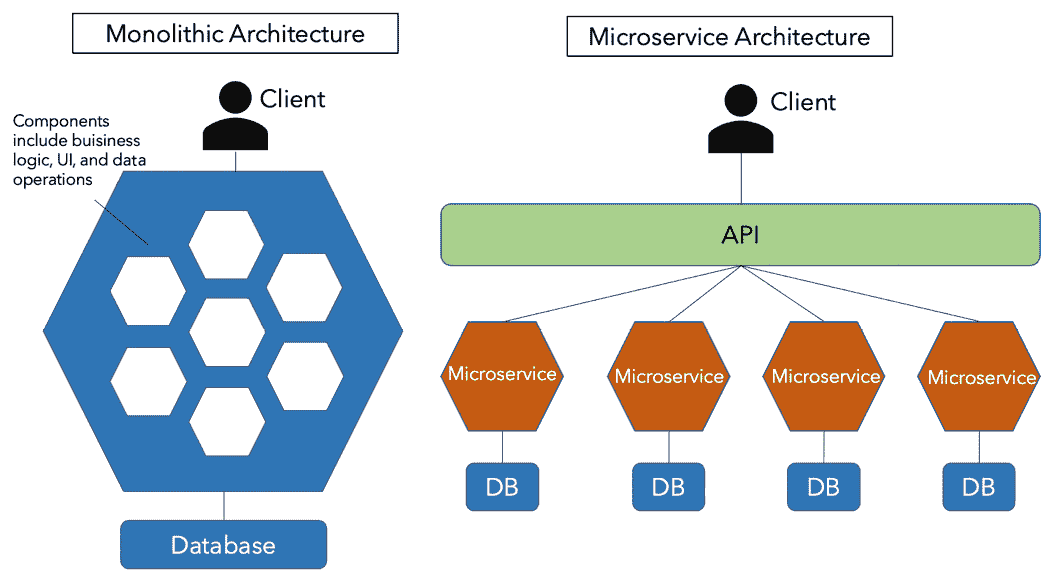 Monolithic Architecture
Client
Components
include buisiness
logic, UI, and data
operations
Database
Microservice Architecture
Client
API
Microservice
Microservice
Microservice
Microservice
DB
DB
DB
DB